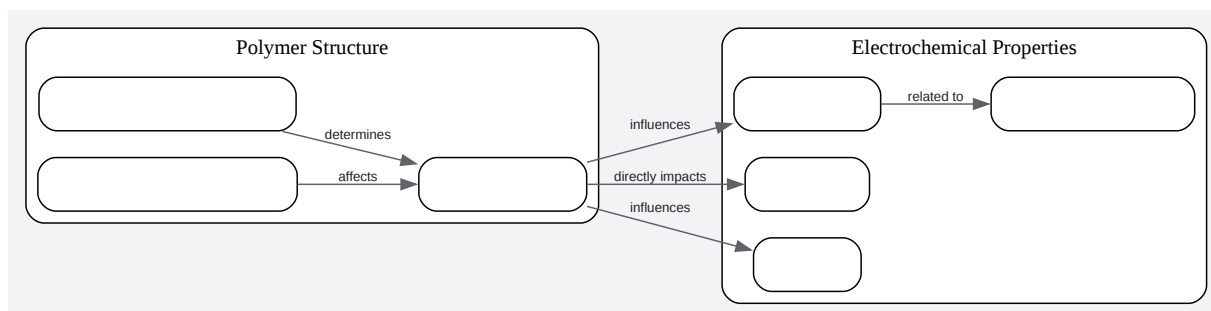 Polymer Structure
Electrochemical Properties
determines
affects
influences
directly impacts
influences
related to